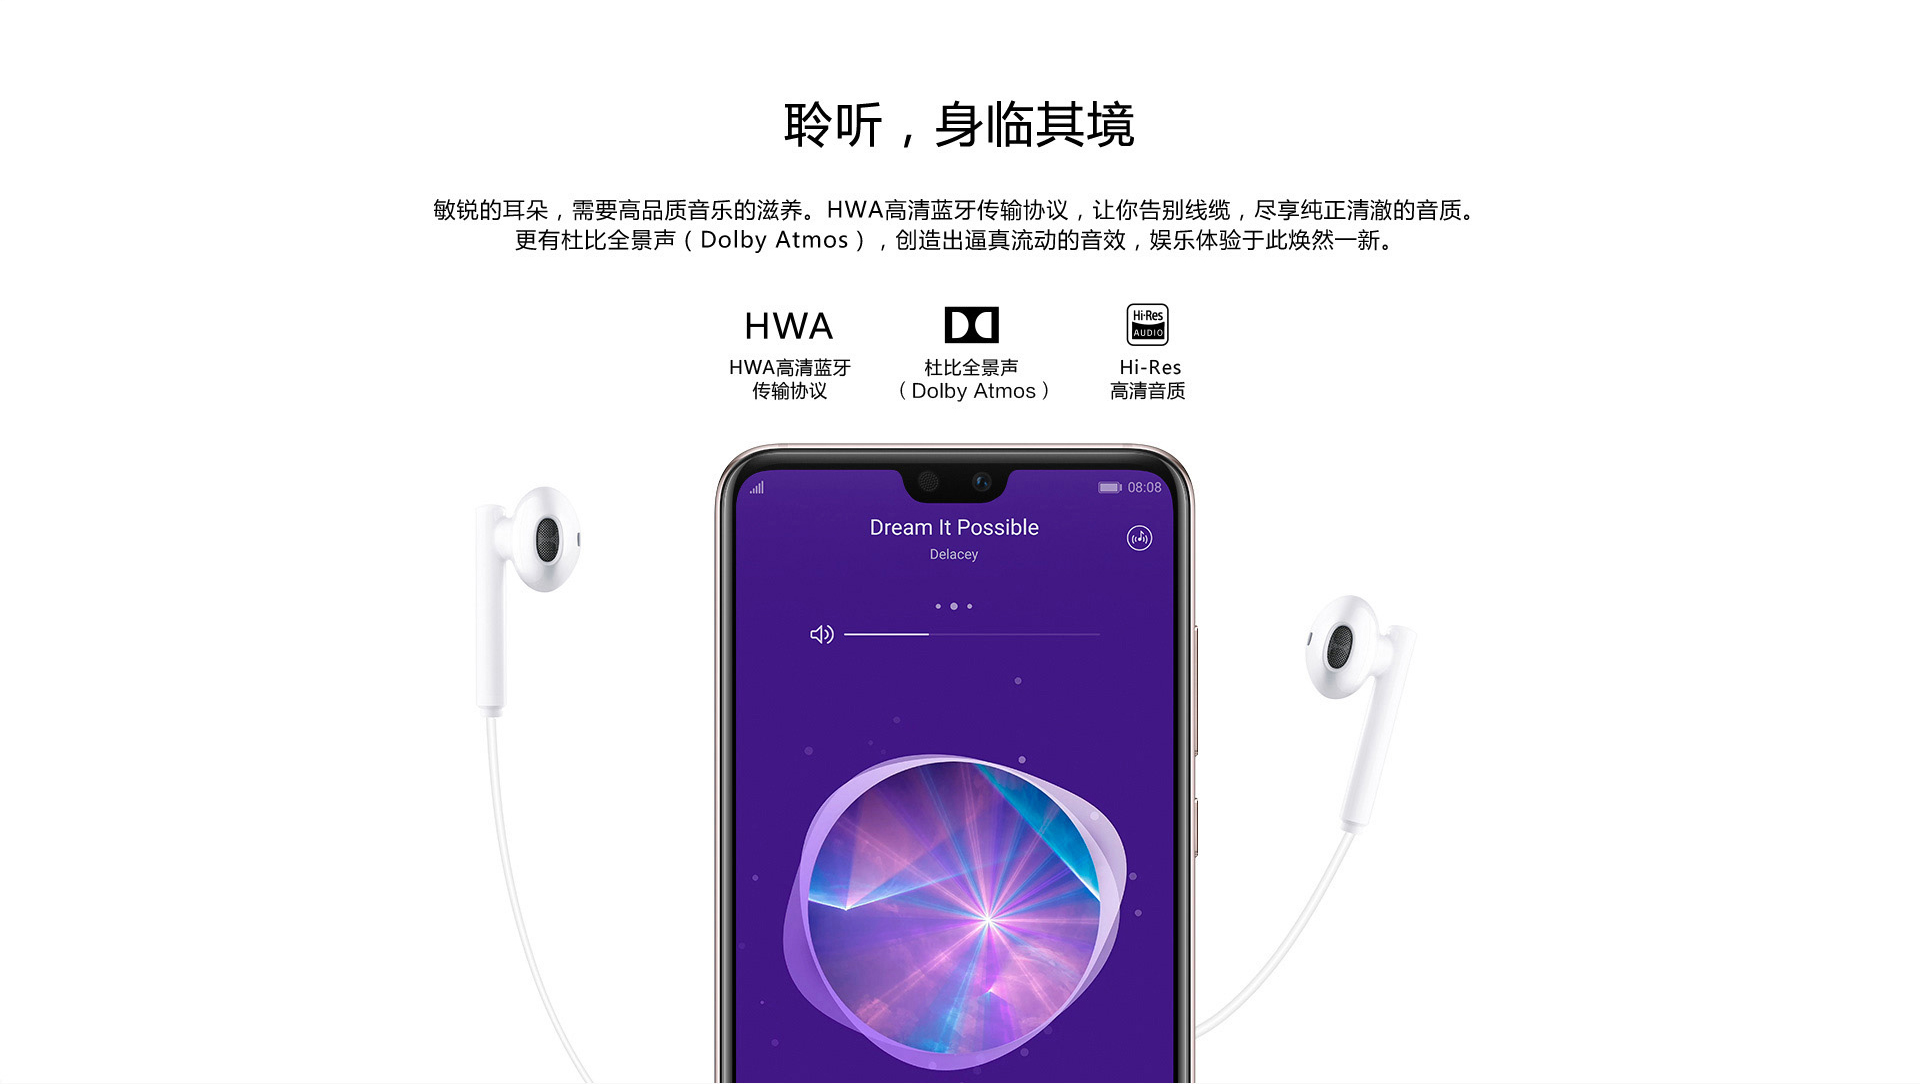 聆听，身临其境
敏锐的耳朵，需要高品质音乐的滋养。HWA高清蓝牙传输协议，让你告别线缆，尽享纯正清澈的音质。
更有杜比全景声（Dolby Atmos），创造出逼真流动的音效，娱乐体验于此焕然一新。
HWA
HWA高清蓝牙
传输协议
杜比全景声
（Dolby Atmos）
Hi-Res
AUDIO
Hi-Res
高清音质
08:08
Dream It Possible
Delacey